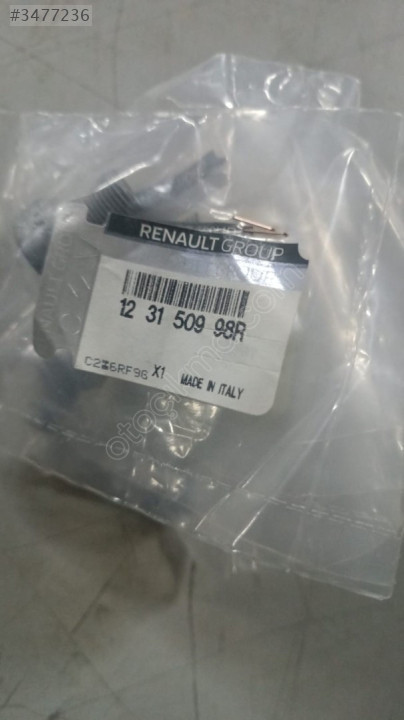 #3477236
RENAULT GROUP
12 31 509 98R
X1 MADE IN ITALY